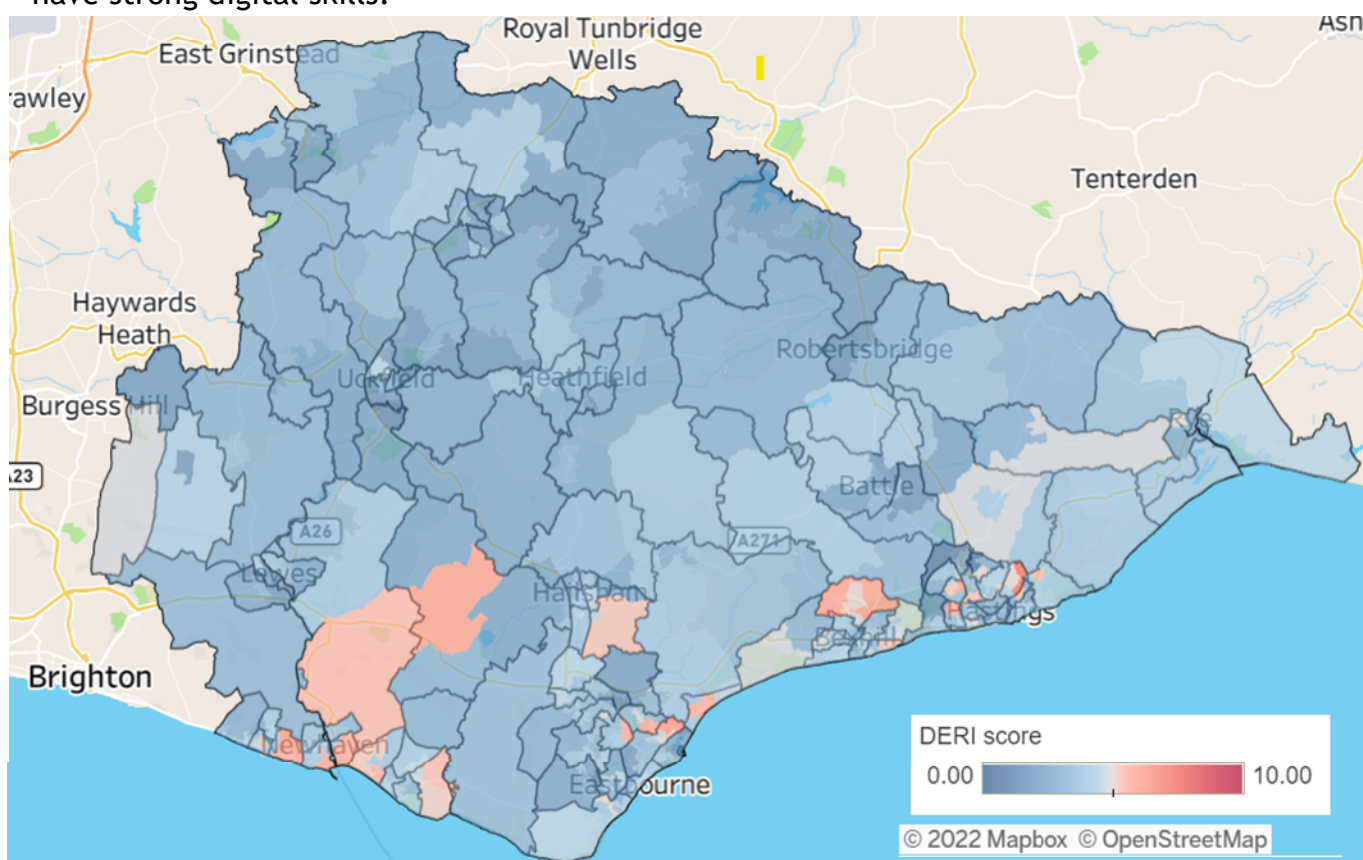 have strong digital skills.
Royal Tunbridge
Wells
Ash
East Grinstead
rawley
Tenterden
Haywards
Heath
Robertsbridge
Uckfield
Heathfield
Burgess Hill
Rye
A23
Battle
A26
A271
Lewes
Hailsham
Hastings
Bexhill
Brighton
Newhaven
Eastbourne
DERI score
0.00 10.00
© 2022 Mapbox © OpenStreetMap